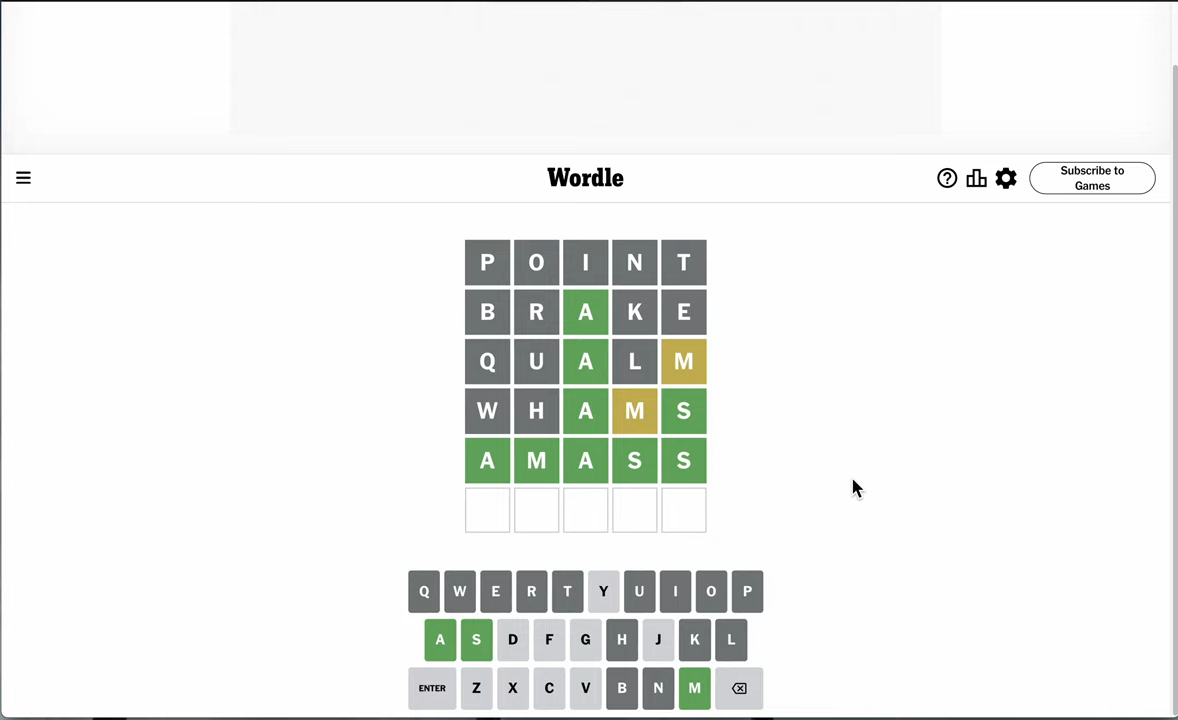 Wordle
Subscribe to
Games
P O I N T
B R A K E
Q U A L M
W H A M S
A M A S S
Q W E R T Y U I O P
A S D F G H J K L
ENTER Z X C V B N M